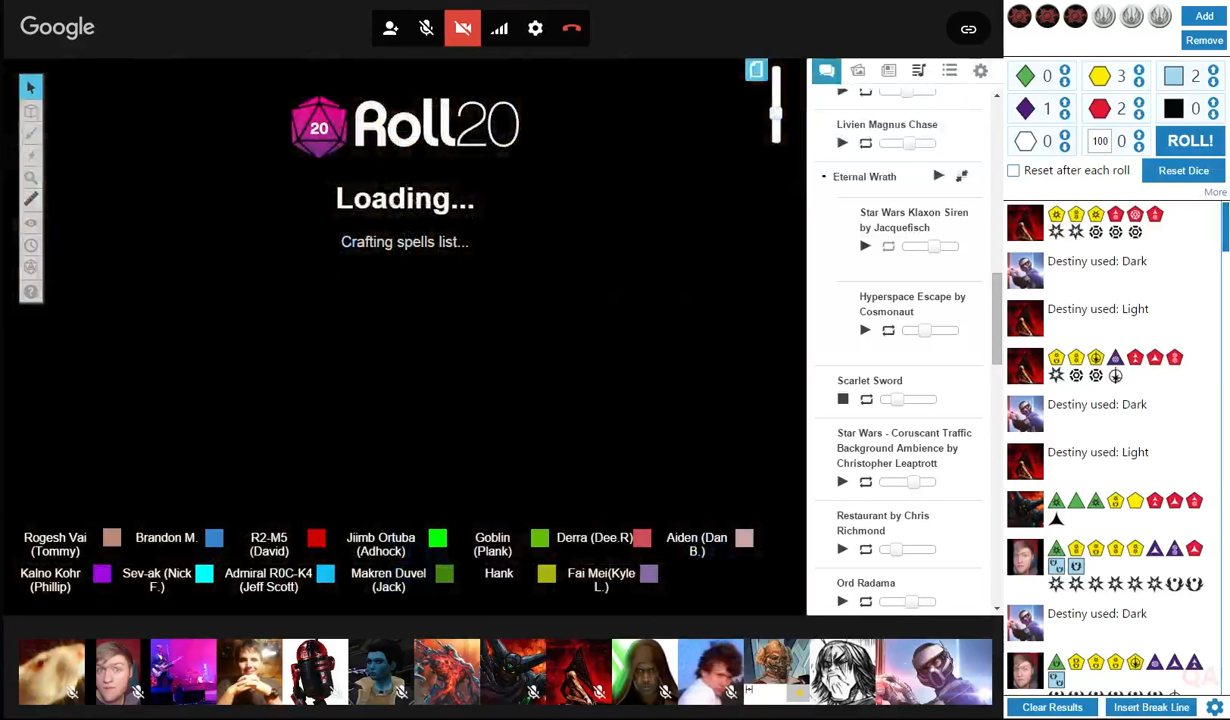 Google
Add
Remove
0
3
2
1
2
0
0
100
0
ROLL!
Reset after each roll
Reset Dice
More
20
Roll20
Loading...
Crafting spells list...
Livien Magnus Chase
Eternal Wrath
Star Wars Klaxon Siren
by Jacquefisch
Hyperspace Escape by
Cosmonaut
Scarlet Sword
Star Wars - Coruscant Traffic
Background Ambience by
Christopher Leaptrott
Restaurant by Chris
Richmond
Ord Radama
Destiny used: Dark
Destiny used: Light
Destiny used: Dark
Destiny used: Light
Destiny used: Dark
Rogesh Vai
(Tommy)
Brandon M.
R2-M5
(David)
Jiimb Ortuba
(Adhock)
Goblin
(Plank)
Derra (Dee.R)
Aiden (Dan
B.)
Kalno Kohr
(Phillip)
Sev-ak (Nick
F.)
Admiral R0C-K4
(Jeff Scott)
Makren Duvel
(Jack)
Hank
Fai Mei(Kyle
L.)
QA
Clear Results
Insert Break Line